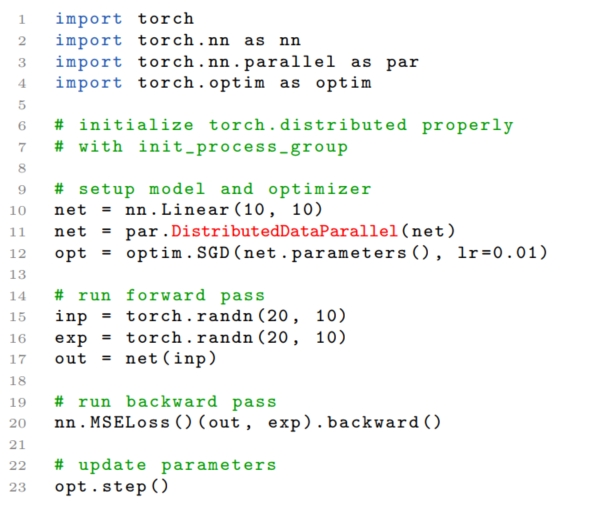 1 import torch
2 import torch.nn as nn
3 import torch.nn.parallel as par
4 import torch.optim as optim
5
6 # initialize torch.distributed properly
7 # with init_process_group
8
9 # setup model and optimizer
10 net = nn.Linear(10, 10)
11 net = par.DistributedDataParallel(net)
12 opt = optim.SGD(net.parameters(), lr=0.01)
13
14 # run forward pass
15 inp = torch.randn(20, 10)
16 exp = torch.randn(20, 10)
17 out = net(inp)
18
19 # run backward pass
20 nn.MSELoss()(out, exp).backward()
21
22 # update parameters
23 opt.step()